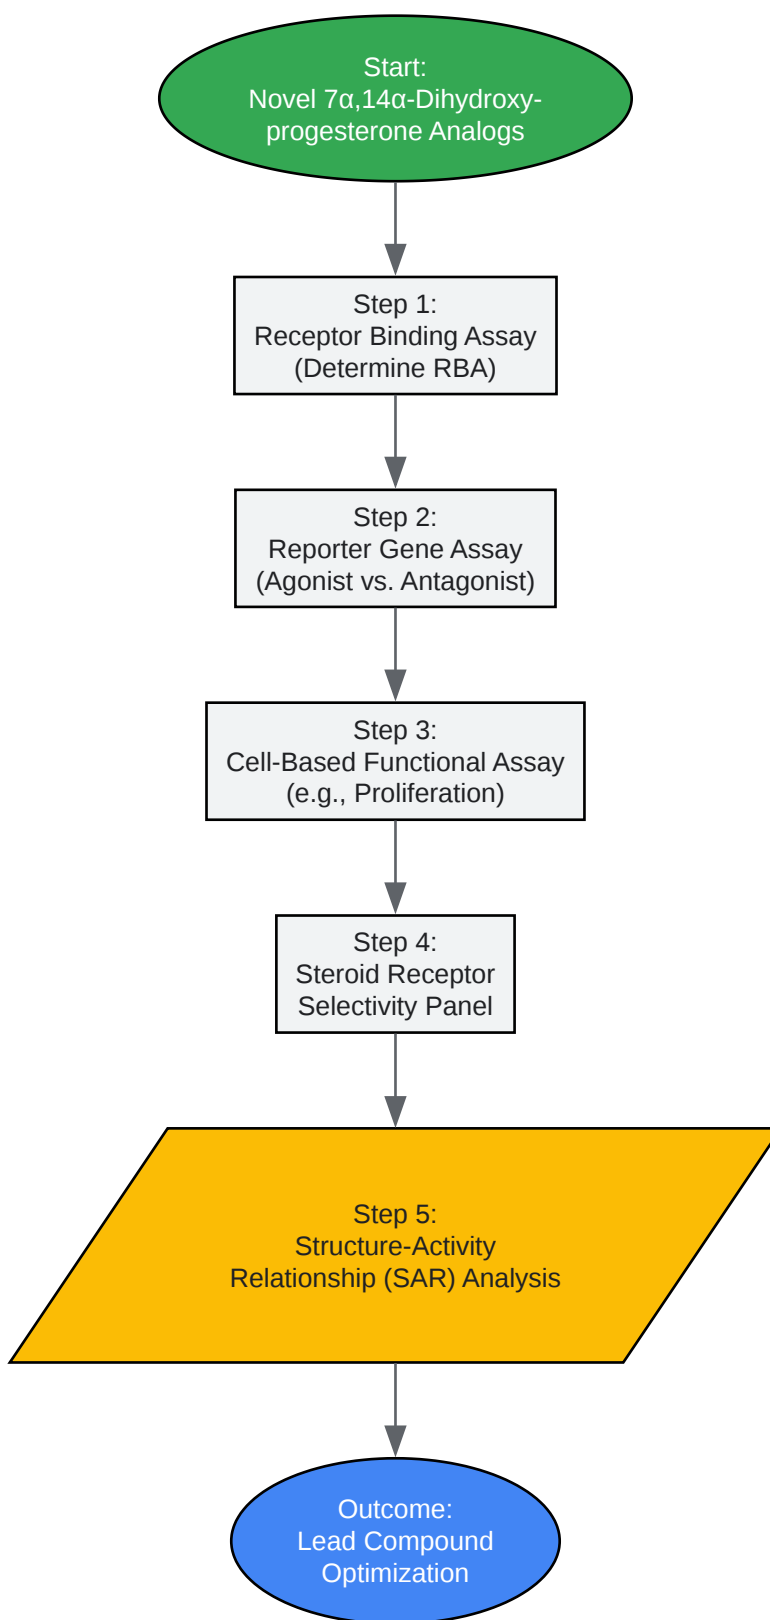 Start:
Novel 7α,14α-Dihydroxy-
progesterone Analogs
Step 1:
Receptor Binding Assay
(Determine RBA)
Step 2:
Reporter Gene Assay
(Agonist vs. Antagonist)
Step 3:
Cell-Based Functional Assay
(e.g., Proliferation)
Step 4:
Steroid Receptor
Selectivity Panel
Step 5:
Structure-Activity
Relationship (SAR) Analysis
Outcome:
Lead Compound
Optimization